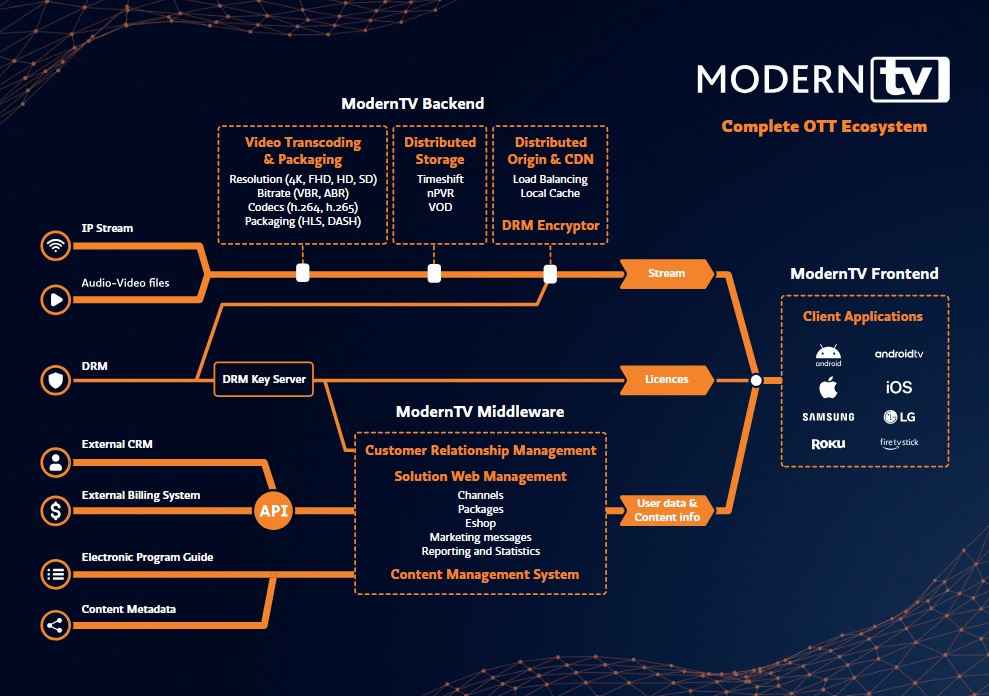 MODERN tv
Complete OTT Ecosystem
ModernTV Backend
Video Transcoding
& Packaging
Resolution (4K, FHD, HD, SD)
Bitrate (VBR, ABR)
Codecs (h.264, h.265)
Packaging (HLS, DASH)
Distributed
Storage
Timeshift
nPVR
VOD
Distributed
Origin & CDN
Load Balancing
Local Cache
DRM Encryptor
IP Stream
Audio-Video files
Stream
DRM
DRM Key Server
Licences
ModernTV Frontend
Client Applications
android
androidtv
iOS
SAMSUNG
LG
ROKU
fire tv stick
ModernTV Middleware
Customer Relationship Management
Solution Web Management
Channels
Packages
Eshop
Marketing messages
Reporting and Statistics
Content Management System
External CRM
External Billing System
$
API
User data &
Content info
Electronic Program Guide
Content Metadata